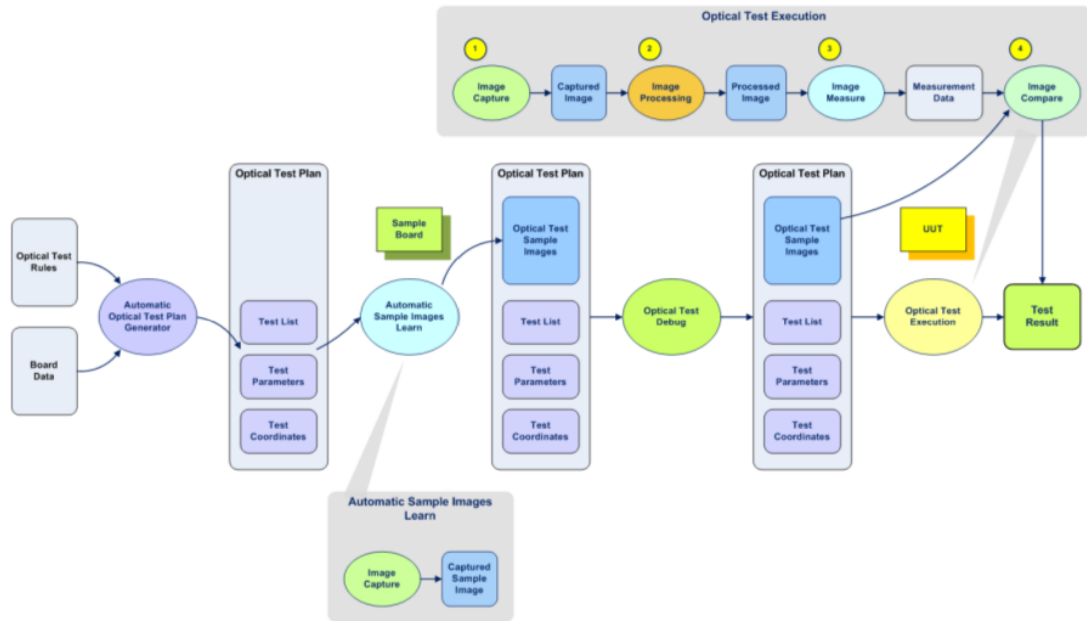 Optical Test Execution
1
2
3
4
Image
Capture
Captured
Image
Image
Processing
Processed
Image
Image
Measure
Measurement
Data
Image
Compare
Optical Test
Rules
Board
Data
Automatic
Optical Test Plan
Generator
Optical Test Plan
Test List
Test
Parameters
Test
Coordinates
Sample
Board
Automatic
Sample Images
Learn
Optical Test Plan
Optical Test
Sample
Images
Test List
Test
Parameters
Test
Coordinates
Optical Test
Debug
Optical Test Plan
Optical Test
Sample
Images
Test List
Test
Parameters
Test
Coordinates
UUT
Optical Test
Execution
Test
Result
Automatic Sample Images
Learn
Image
Capture
Captured
Sample
Image